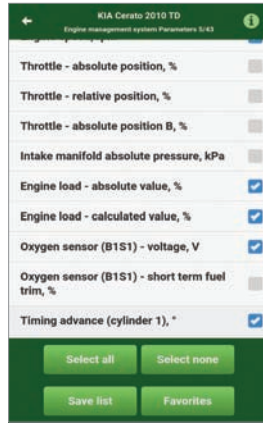 KIA Cerato 2010 TD
Engine management system Parameters 5/43
Throttle - absolute position, %
Throttle - relative position, %
Throttle - absolute position B, %
Intake manifold absolute pressure, kPa
Engine load - absolute value, %
Engine load - calculated value, %
Oxygen sensor (B1S1) - voltage, V
Oxygen sensor (B1S1) - short term fuel
trim, %
Timing advance (cylinder 1), °
Select all
Select none
Save list
Favorites